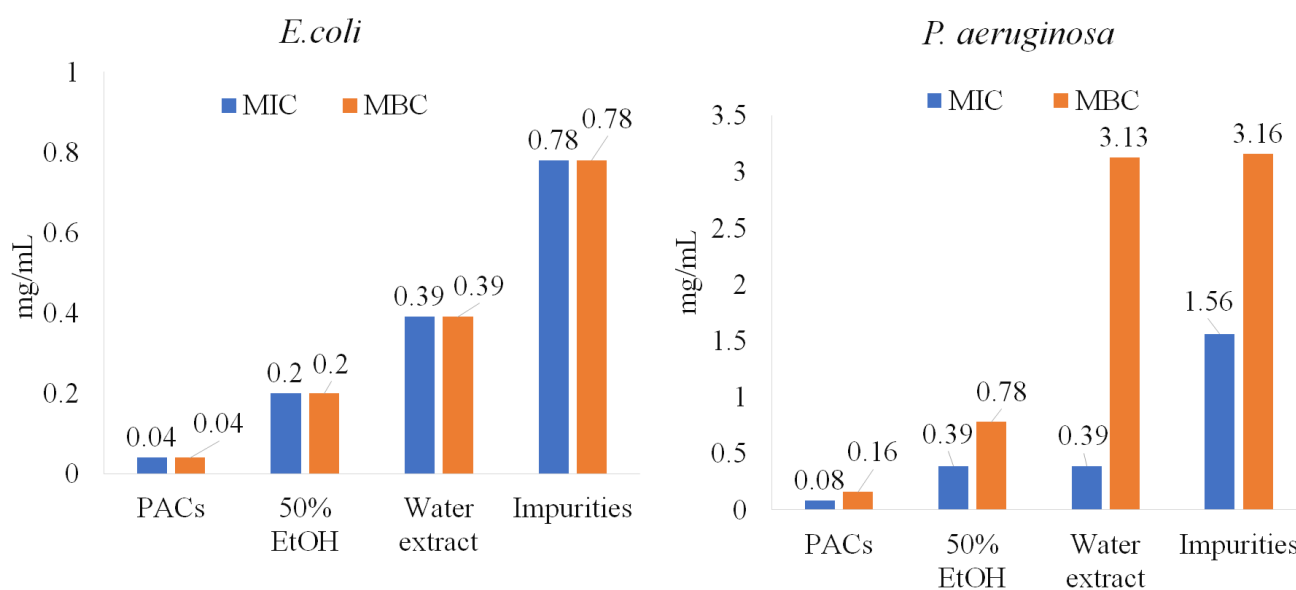 E.coli
MIC MBC
mg/mL
1
0.8
0.6
0.4
0.2
0
0.04 0.04
0.2 0.2
0.39 0.39
0.78 0.78
PACs
50%
EtOH
Water
extract
Impurities
P. aeruginosa
MIC MBC
mg/mL
3.5
3
2.5
2
1.5
1
0.5
0
0.08 0.16
0.39 0.78
0.39 3.13
1.56 3.16
PACs
50%
EtOH
Water
extract
Impurities